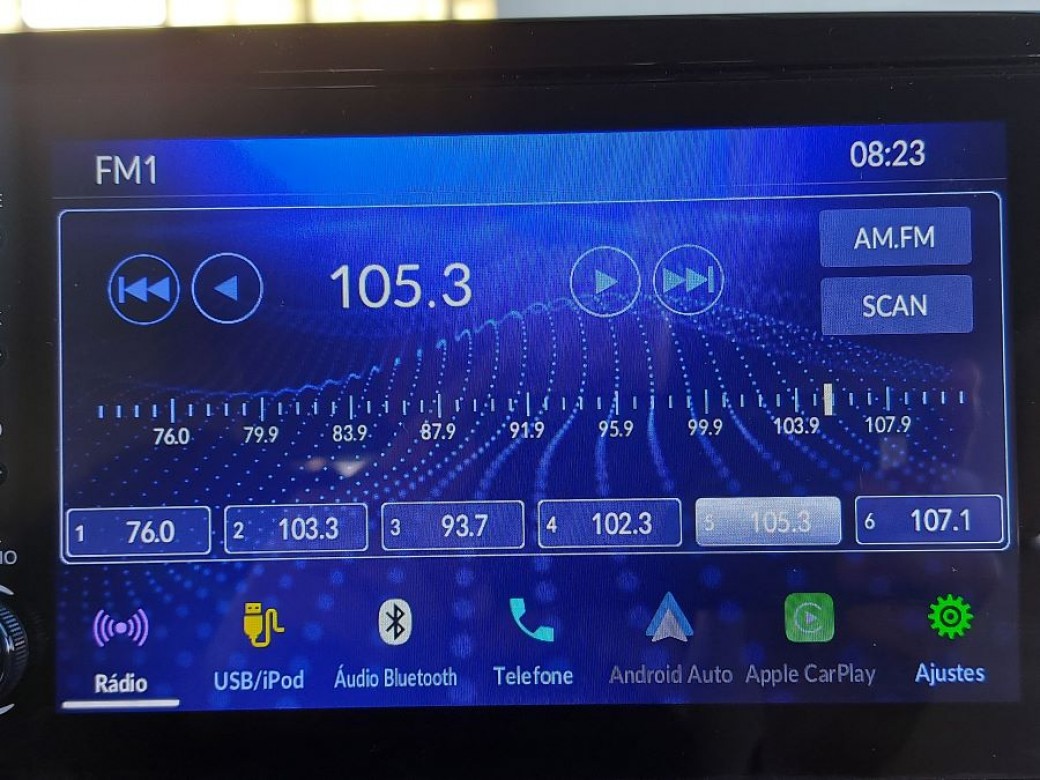 FM1
08:23
105.3
AM.FM
SCAN
76.0 79.9 83.9 87.9 91.9 95.9 99.9 103.9 107.9
1 76.0
2 103.3
3 93.7
4 102.3
5 105.3
6 107.1
Rádio
USB/iPod
Áudio Bluetooth
Telefone
Android Auto
Apple CarPlay
Ajustes